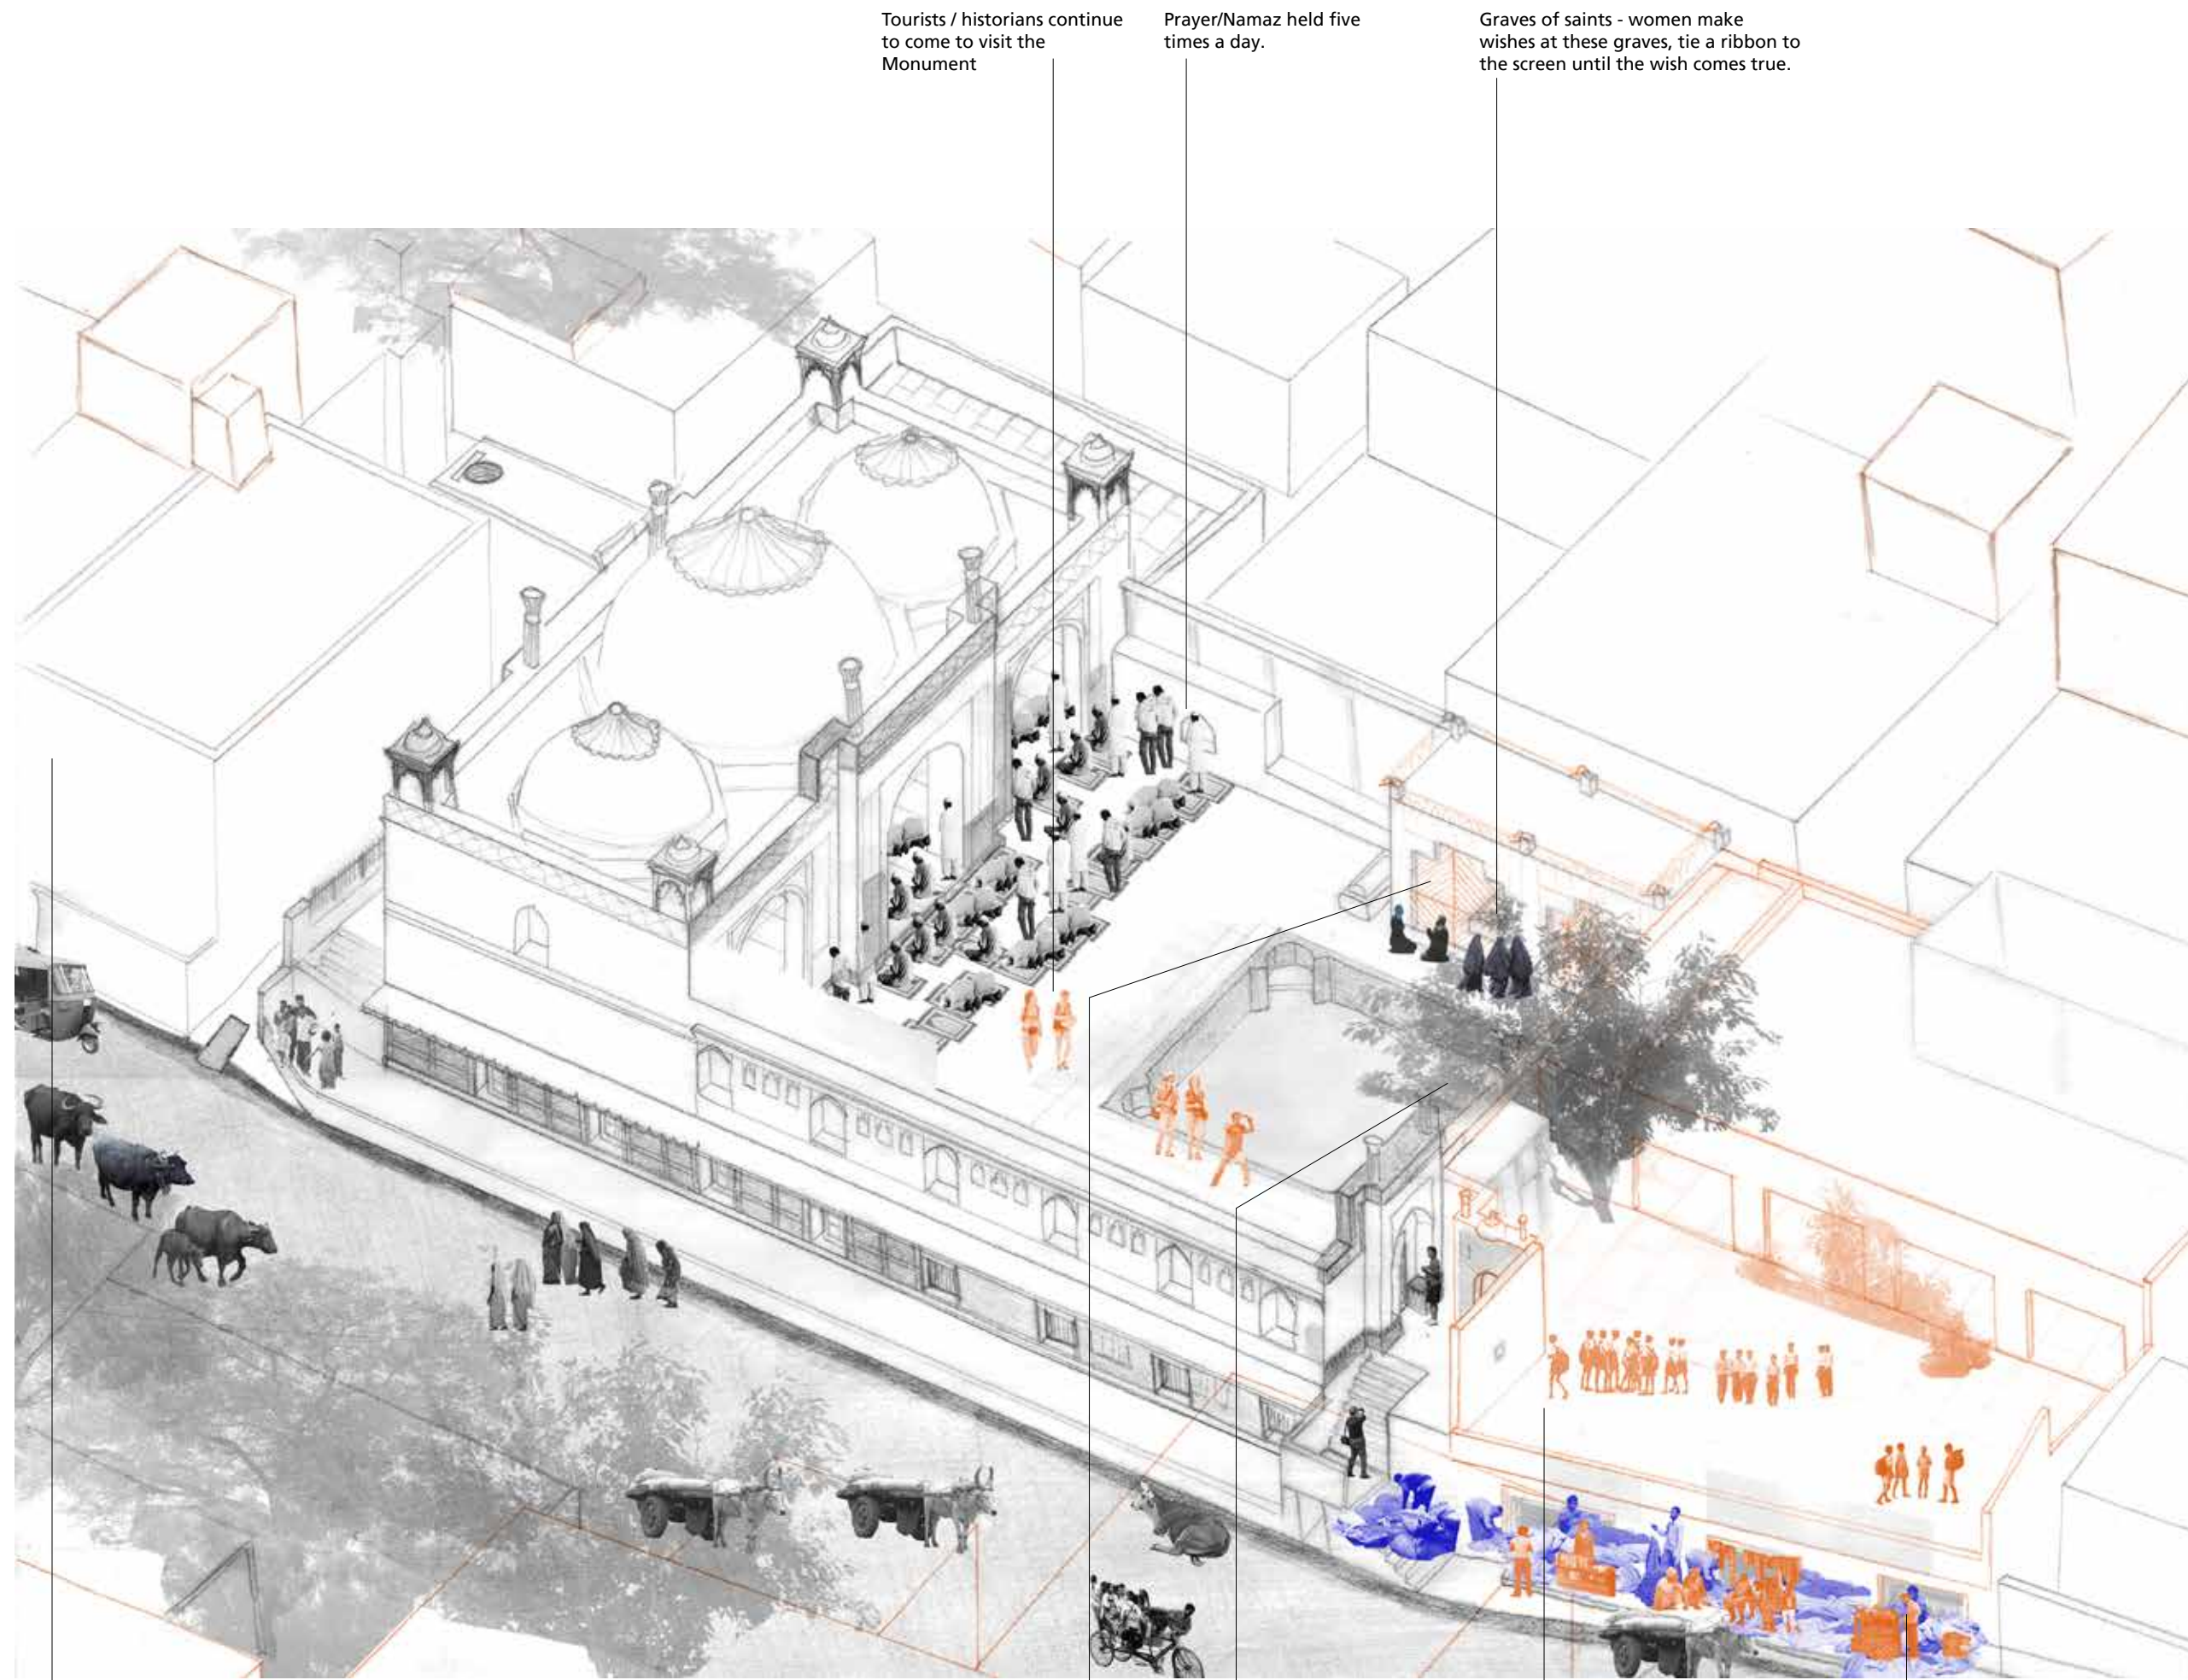 Tourists / historians continue
to come to visit the
Monument
Prayer/Namaz held five
times a day.
Graves of saints - women make
wishes at these graves, tie a ribbon to
the screen until the wish comes true.